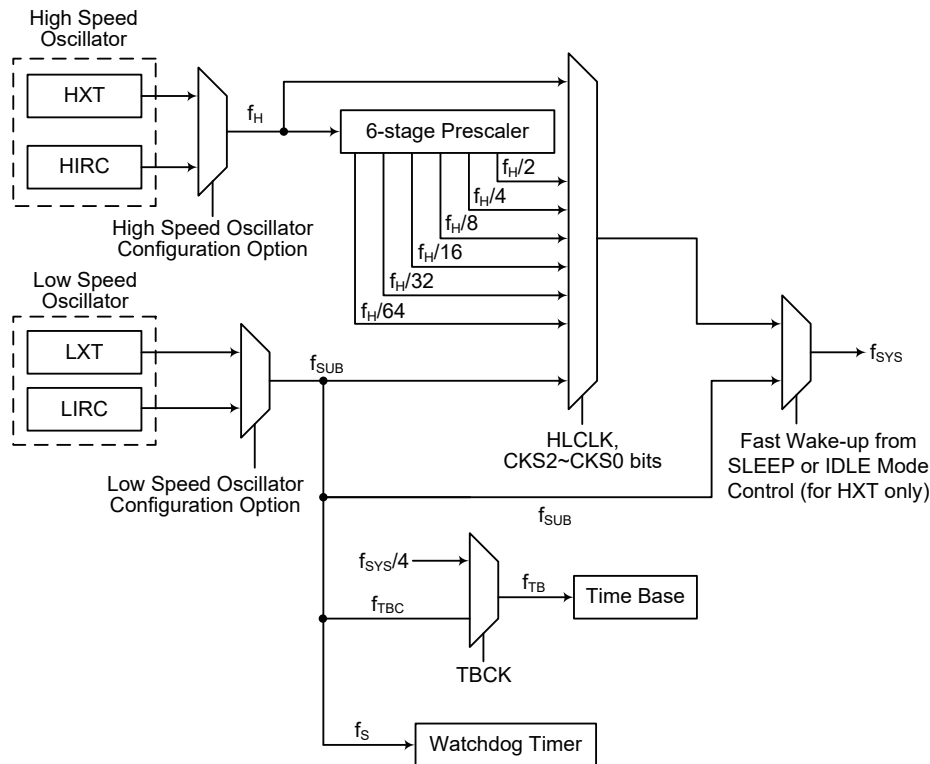 High Speed
Oscillator
HXT
HIRC
f_H
High Speed Oscillator
Configuration Option
6-stage Prescaler
f_H/2
f_H/4
f_H/8
f_H/16
f_H/32
f_H/64
Low Speed
Oscillator
LXT
LIRC
f_SUB
Low Speed Oscillator
Configuration Option
HLCLK,
CKS2~CKS0 bits
f_SYS
Fast Wake-up from
SLEEP or IDLE Mode
Control (for HXT only)
f_SUB
f_SYS/4
f_TBC
f_TB
Time Base
TBCK
f_S
Watchdog Timer